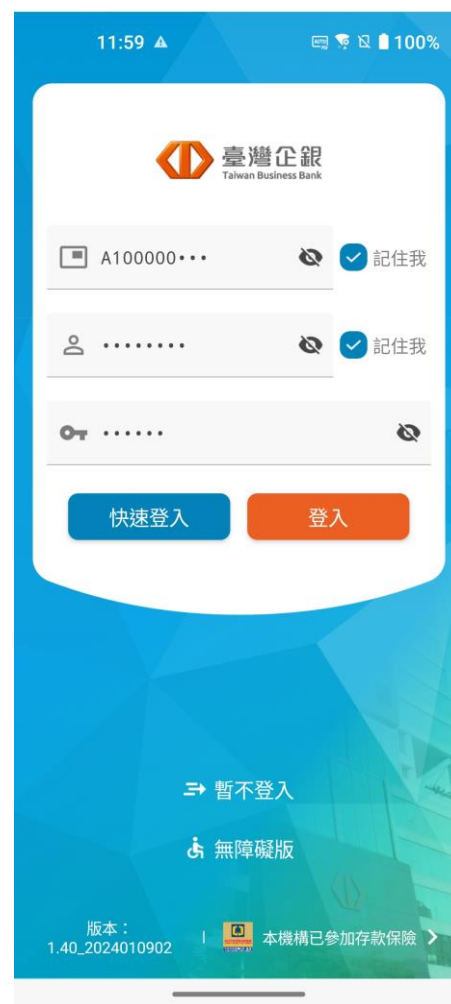 11:59
100%
臺灣企銀
Taiwan Business Bank
A100000•••
記住我
••••••••
記住我
••••••
快速登入
登入
暫不登入
無障礙版
版本：
1.40_2024010902
本機構已參加存款保險